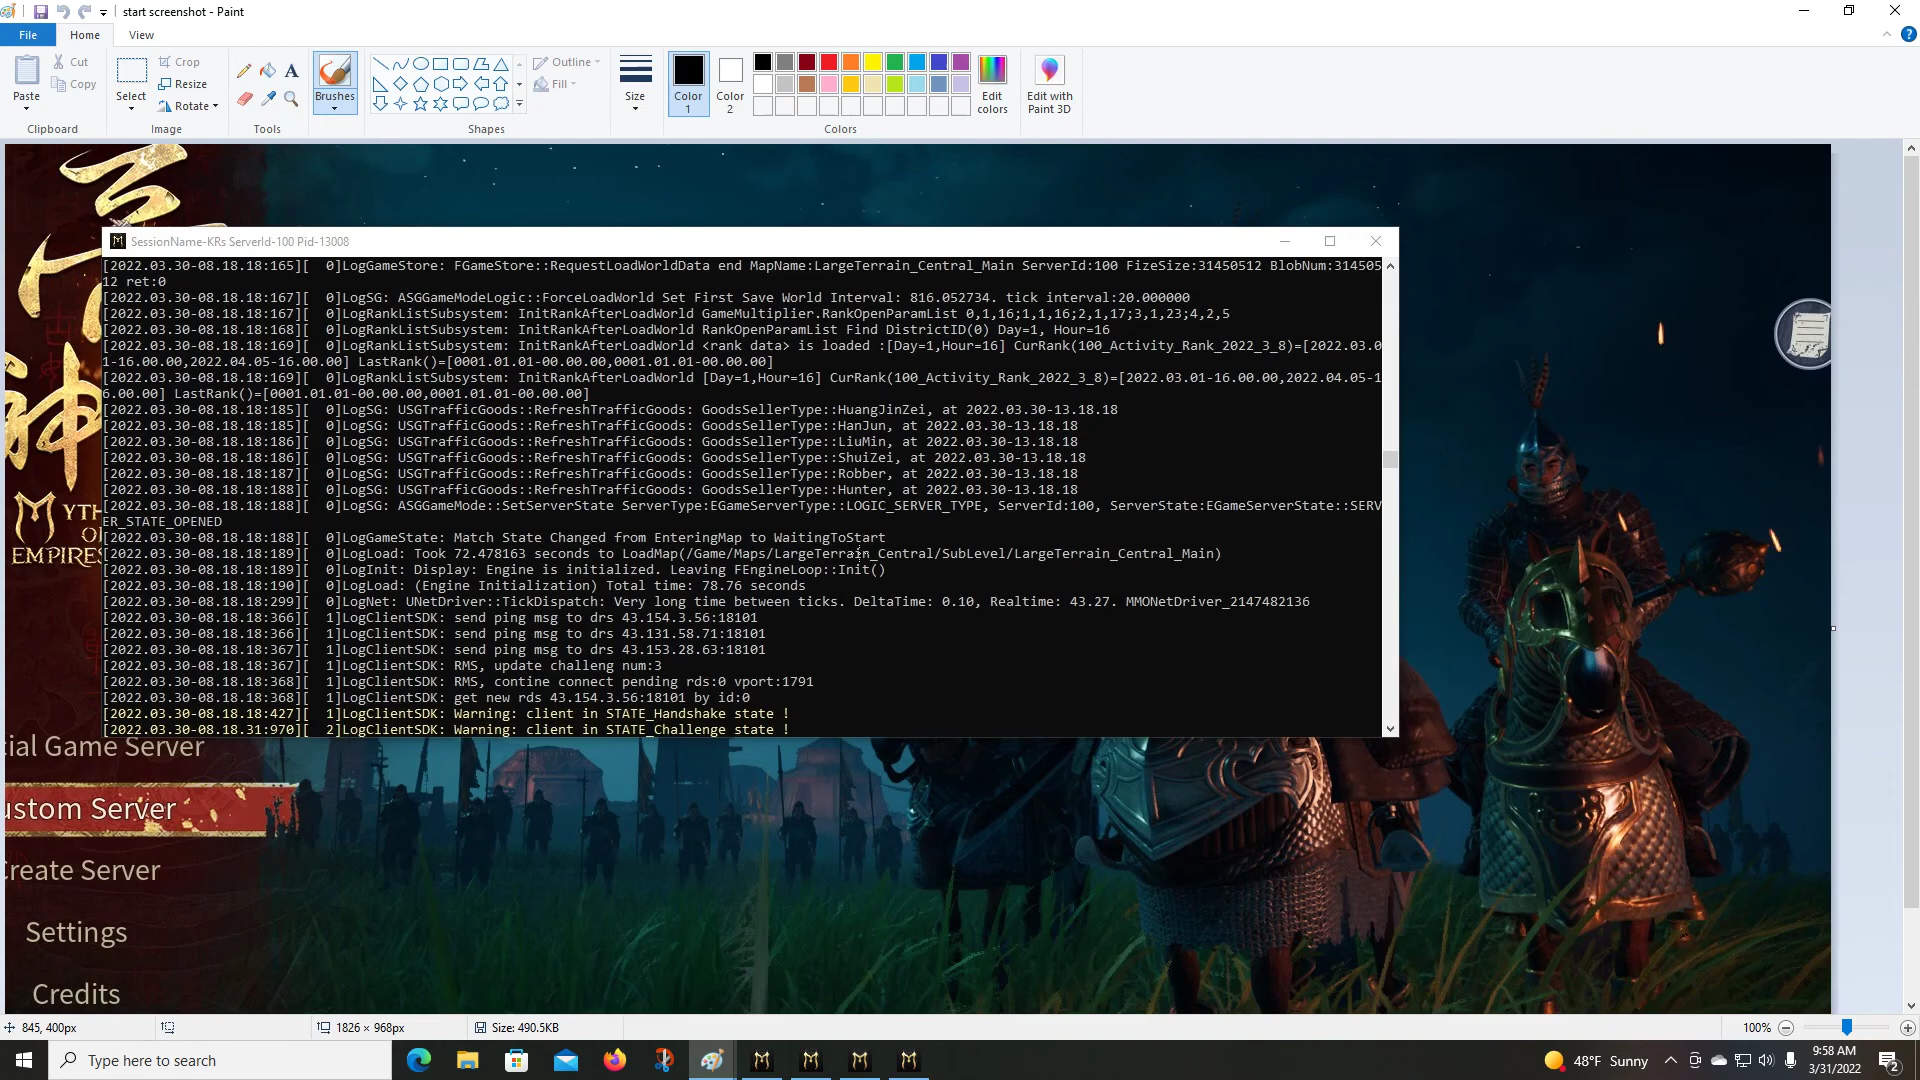 start screenshot - Paint
File
Home
View
Paste
Cut
Copy
Clipboard
Select
Crop
Resize
Rotate
Image
A
Tools
Brushes
Outline
Fill
Shapes
Size
Color
1
Color
2
Edit
colors
Colors
Edit with
Paint 3D
MYTH
OF
EMPIRES
SessionName-KRs ServerId-100 Pid-13008
[2022.03.30-08.18.18:165][  0]LogGameStore: FGameStore::RequestLoadWorldData end MapName:LargeTerrain_Central_Main ServerId:100 FizeSize:31450512 BlobNum:314505
12 ret:0
[2022.03.30-08.18.18:167][  0]LogSG: ASGGameModeLogic::ForceLoadWorld Set First Save World Interval: 816.052734. tick interval:20.000000
[2022.03.30-08.18.18:167][  0]LogRankListSubsystem: InitRankAfterLoadWorld GameMultiplier.RankOpenParamList 0,1,16;1,1,16;2,1,17;3,1,23;4,2,5
[2022.03.30-08.18.18:168][  0]LogRankListSubsystem: InitRankAfterLoadWorld RankOpenParamList Find DistrictID(0) Day=1, Hour=16
[2022.03.30-08.18.18:169][  0]LogRankListSubsystem: InitRankAfterLoadWorld <rank data> is loaded :[Day=1,Hour=16] CurRank(100_Activity_Rank_2022_3_8)=[2022.03.0
1-16.00.00,2022.04.05-16.00.00] LastRank()=[0001.01.01-00.00.00,0001.01.01-00.00.00]
[2022.03.30-08.18.18:169][  0]LogRankListSubsystem: InitRankAfterLoadWorld [Day=1,Hour=16] CurRank(100_Activity_Rank_2022_3_8)=[2022.03.01-16.00.00,2022.04.05-1
6.00.00] LastRank()=[0001.01.01-00.00.00,0001.01.01-00.00.00]
[2022.03.30-08.18.18:185][  0]LogSG: USGTrafficGoods::RefreshTrafficGoods: GoodsSellerType::HuangJinZei, at 2022.03.30-13.18.18
[2022.03.30-08.18.18:185][  0]LogSG: USGTrafficGoods::RefreshTrafficGoods: GoodsSellerType::HanJun, at 2022.03.30-13.18.18
[2022.03.30-08.18.18:186][  0]LogSG: USGTrafficGoods::RefreshTrafficGoods: GoodsSellerType::LiuMin, at 2022.03.30-13.18.18
[2022.03.30-08.18.18:186][  0]LogSG: USGTrafficGoods::RefreshTrafficGoods: GoodsSellerType::ShuiZei, at 2022.03.30-13.18.18
[2022.03.30-08.18.18:187][  0]LogSG: USGTrafficGoods::RefreshTrafficGoods: GoodsSellerType::Robber, at 2022.03.30-13.18.18
[2022.03.30-08.18.18:188][  0]LogSG: USGTrafficGoods::RefreshTrafficGoods: GoodsSellerType::Hunter, at 2022.03.30-13.18.18
[2022.03.30-08.18.18:188][  0]LogSG: ASGGameMode::SetServerState ServerType:EGameServerType::LOGIC_SERVER_TYPE, ServerId:100, ServerState:EGameServerState::SERV
ER_STATE_OPENED
[2022.03.30-08.18.18:188][  0]LogGameState: Match State Changed from EnteringMap to WaitingToStart
[2022.03.30-08.18.18:189][  0]LogLoad: Took 72.478163 seconds to LoadMap(/Game/Maps/LargeTerrain_Central/SubLevel/LargeTerrain_Central_Main)
[2022.03.30-08.18.18:189][  0]LogInit: Display: Engine is initialized. Leaving FEngineLoop::Init()
[2022.03.30-08.18.18:190][  0]LogLoad: (Engine Initialization) Total time: 78.76 seconds
[2022.03.30-08.18.18:299][  0]LogNet: UNetDriver::TickDispatch: Very long time between ticks. DeltaTime: 0.10, Realtime: 43.27. MMONetDriver_2147482136
[2022.03.30-08.18.18:366][  1]LogClientSDK: send ping msg to drs 43.154.3.56:18101
[2022.03.30-08.18.18:366][  1]LogClientSDK: send ping msg to drs 43.131.58.71:18101
[2022.03.30-08.18.18:367][  1]LogClientSDK: send ping msg to drs 43.153.28.63:18101
[2022.03.30-08.18.18:367][  1]LogClientSDK: RMS, update challeng num:3
[2022.03.30-08.18.18:368][  1]LogClientSDK: RMS, contine connect pending rds:0 vport:1791
[2022.03.30-08.18.18:368][  1]LogClientSDK: get new rds 43.154.3.56:18101 by id:0
[2022.03.30-08.18.18:427][  1]LogClientSDK: Warning: client in STATE_Handshake state !
[2022.03.30-08.18.31:970][  2]LogClientSDK: Warning: client in STATE_Challenge state !
cial Game Server
ustom Server
Create Server
Settings
Credits
845, 400px
1826 × 968px
Size: 490.5KB
100%
Type here to search
48°F Sunny
9:58 AM
3/31/2022
2